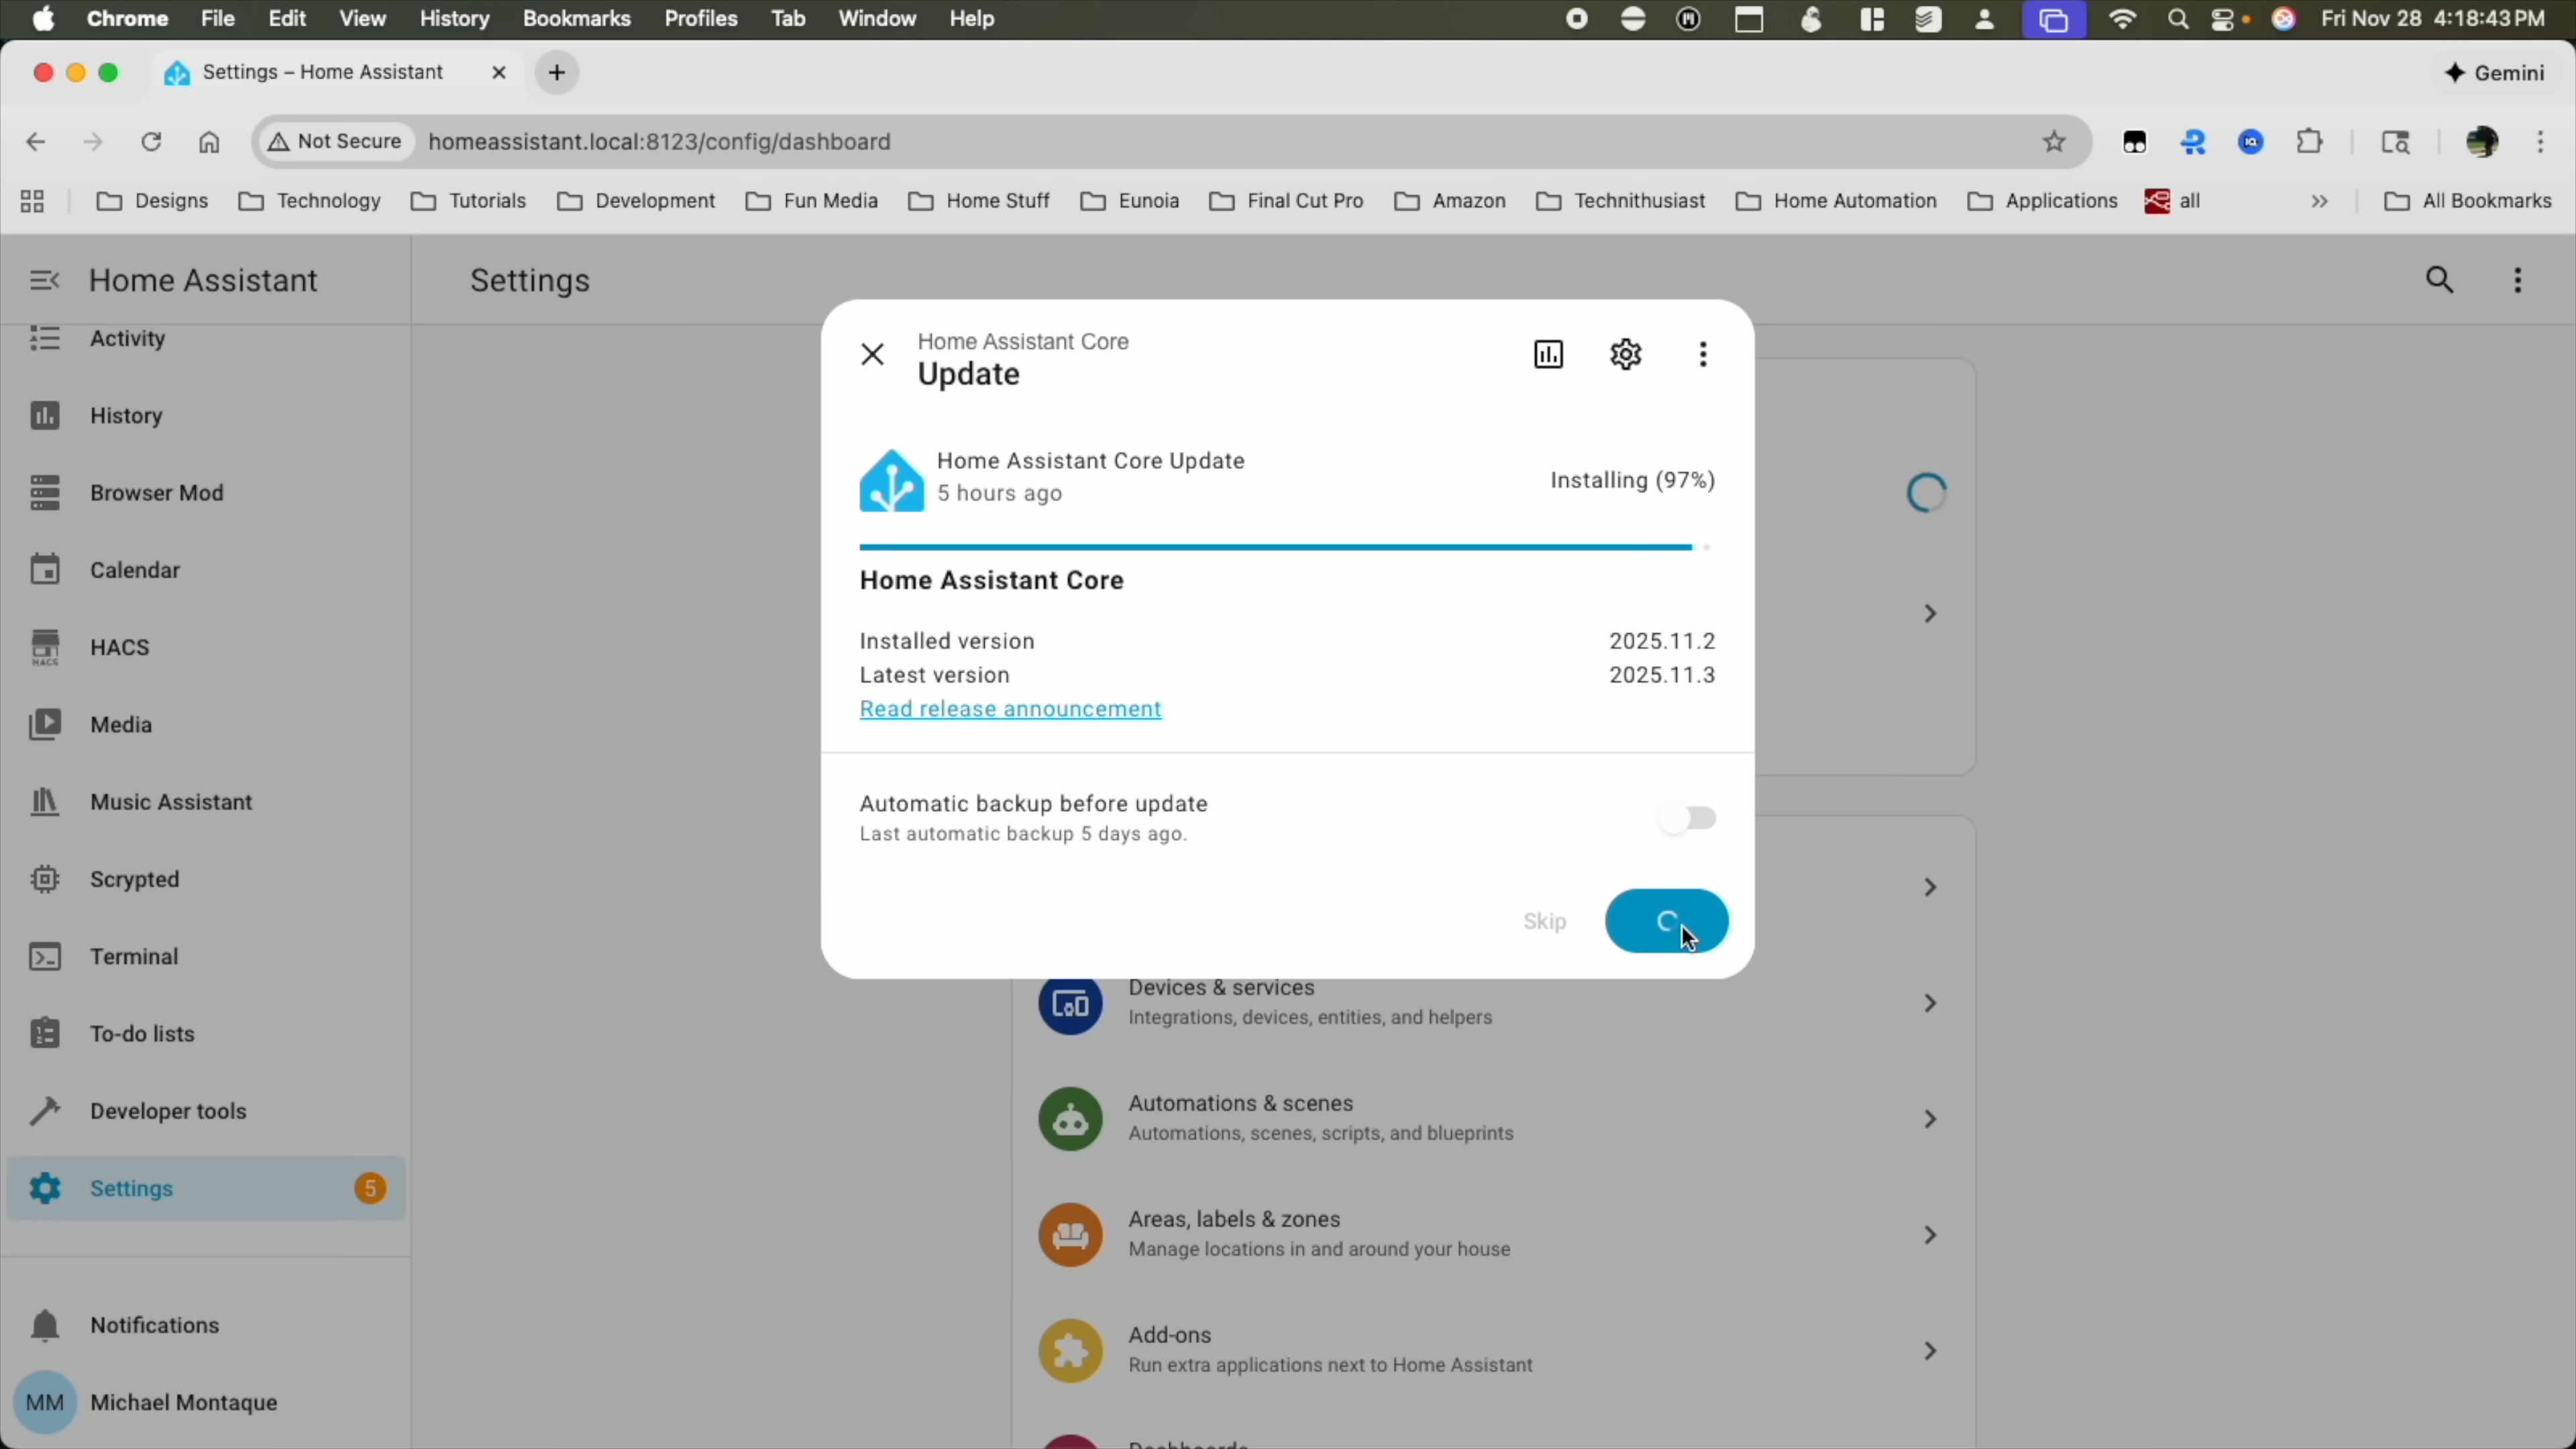 Chrome File Edit View History Bookmarks Profiles Tab Window Help
Fri Nov 28 4:18:43 PM
Settings – Home Assistant
Gemini
Not Secure homeassistant.local:8123/config/dashboard
Designs Technology Tutorials Development Fun Media Home Stuff Eunoia Final Cut Pro Amazon Technithusiast Home Automation Applications all » All Bookmarks
Home Assistant
Activity
History
Browser Mod
Calendar
HACS
HACS
Media
Music Assistant
Scrypted
Terminal
To-do lists
Developer tools
Settings 5
Notifications
MM Michael Montaque
Settings
Home Assistant Core
Update
Home Assistant Core Update
5 hours ago
Installing (97%)
Home Assistant Core
Installed version 2025.11.2
Latest version 2025.11.3
Read release announcement
Automatic backup before update
Last automatic backup 5 days ago.
Skip
Devices & services
Integrations, devices, entities, and helpers
Automations & scenes
Automations, scenes, scripts, and blueprints
Areas, labels & zones
Manage locations in and around your house
Add-ons
Run extra applications next to Home Assistant
Dashboards